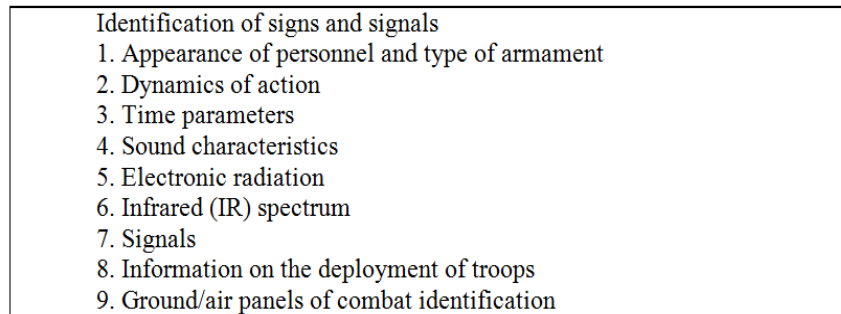 Identification of signs and signals
1. Appearance of personnel and type of armament
2. Dynamics of action
3. Time parameters
4. Sound characteristics
5. Electronic radiation
6. Infrared (IR) spectrum
7. Signals
8. Information on the deployment of troops
9. Ground/air panels of combat identification